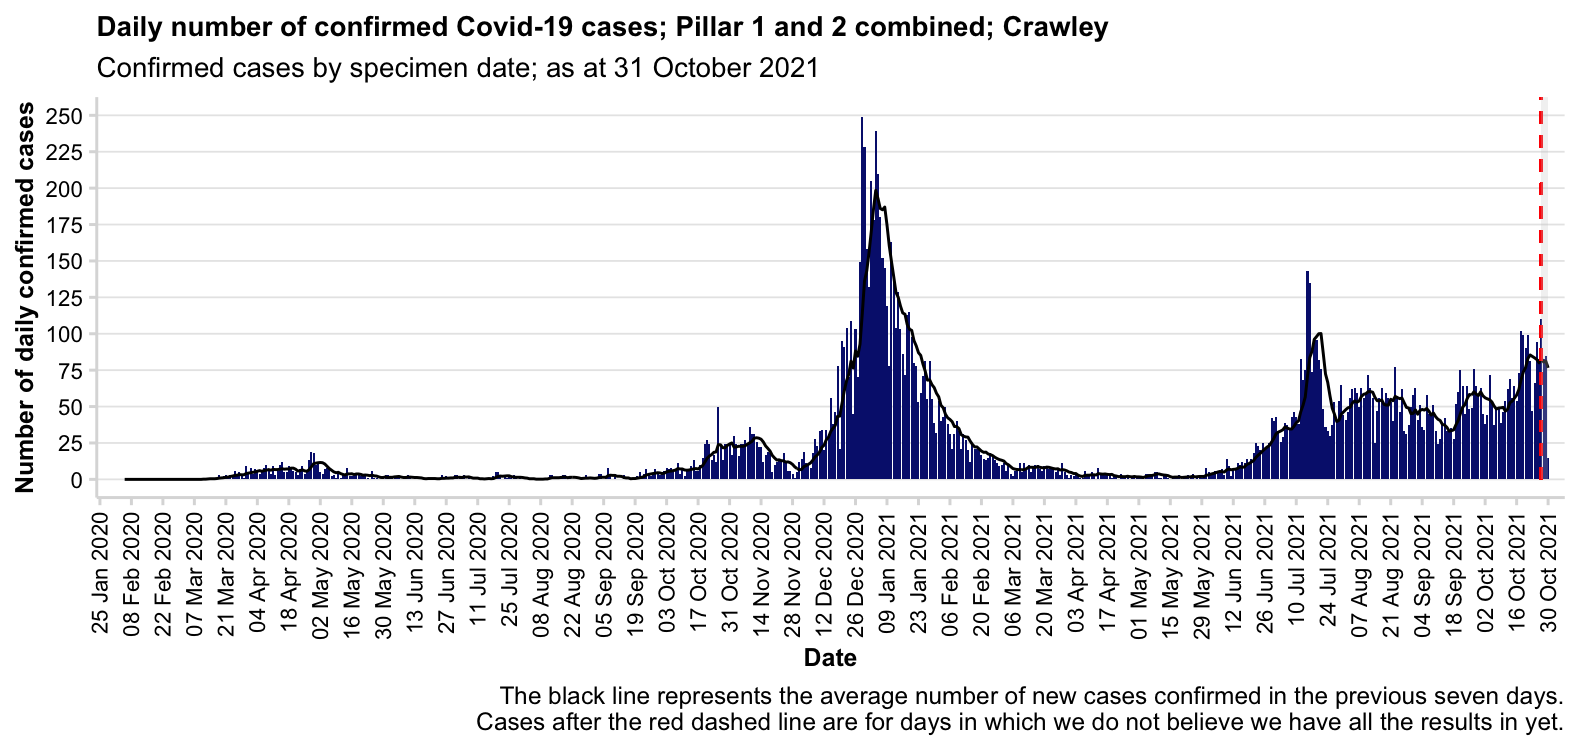 Daily number of confirmed Covid-19 cases; Pillar 1 and 2 combined; Crawley
Confirmed cases by specimen date; as at 31 October 2021
Number of daily confirmed cases
250
225
200
175
150
125
100
75
50
25
0
25 Jan 2020
08 Feb 2020
22 Feb 2020
07 Mar 2020
21 Mar 2020
04 Apr 2020
18 Apr 2020
02 May 2020
16 May 2020
30 May 2020
13 Jun 2020
27 Jun 2020
11 Jul 2020
25 Jul 2020
08 Aug 2020
22 Aug 2020
05 Sep 2020
19 Sep 2020
03 Oct 2020
17 Oct 2020
31 Oct 2020
14 Nov 2020
28 Nov 2020
12 Dec 2020
26 Dec 2020
09 Jan 2021
23 Jan 2021
06 Feb 2021
20 Feb 2021
06 Mar 2021
20 Mar 2021
03 Apr 2021
17 Apr 2021
01 May 2021
15 May 2021
29 May 2021
12 Jun 2021
26 Jun 2021
10 Jul 2021
24 Jul 2021
07 Aug 2021
21 Aug 2021
04 Sep 2021
18 Sep 2021
02 Oct 2021
16 Oct 2021
30 Oct 2021
Date
The black line represents the average number of new cases confirmed in the previous seven days.
Cases after the red dashed line are for days in which we do not believe we have all the results in yet.